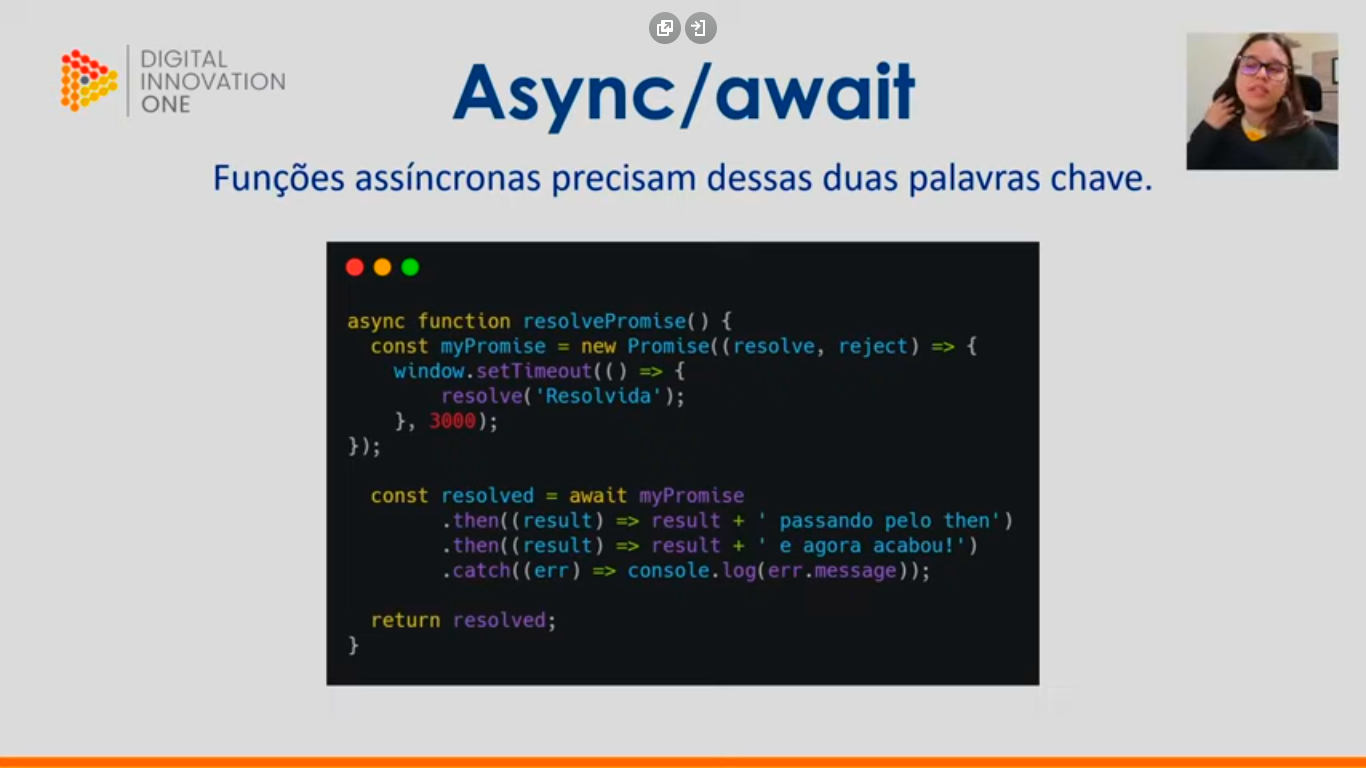 DIGITAL
INNOVATION
ONE
Async/await
Funções assíncronas precisam dessas duas palavras chave.
async function resolvePromise() {
  const myPromise = new Promise((resolve, reject) => {
    window.setTimeout(() => {
        resolve('Resolvida');
    }, 3000);
});
  const resolved = await myPromise
        .then((result) => result + ' passando pelo then')
        .then((result) => result + ' e agora acabou!')
        .catch((err) => console.log(err.message));
  return resolved;
}